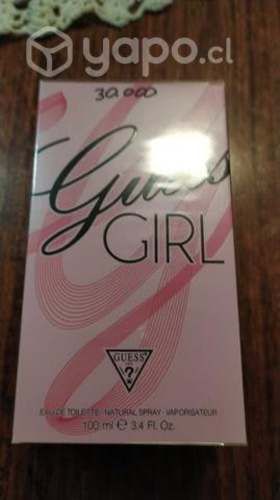 yapo.cl
30.000
Guess
GIRL
GUESS
?
EAU DE TOILETTE · NATURAL SPRAY · VAPORISATEUR
100 ml ℮ 3.4 Fl. Oz.